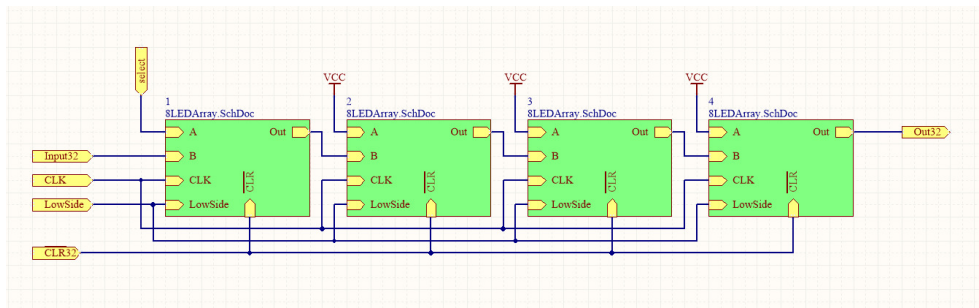 select
VCC
VCC
VCC
1
8LEDArray.SchDoc
2
8LEDArray.SchDoc
3
8LEDArray.SchDoc
4
8LEDArray.SchDoc
A
Out
B
CLK
LowSide
CLR
A
Out
B
CLK
LowSide
CLR
A
Out
B
CLK
LowSide
CLR
A
Out
B
CLK
LowSide
CLR
Out32
Input32
CLK
LowSide
CLR32